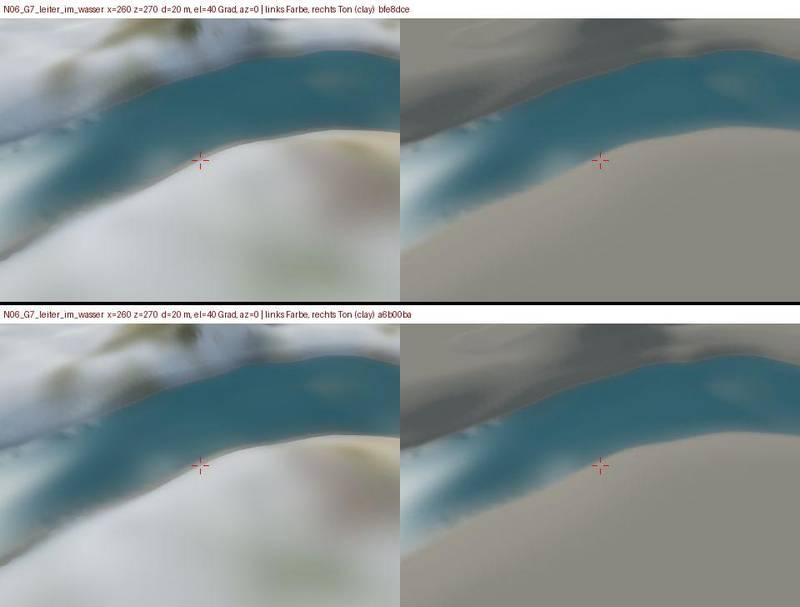 N06_G7_leiter_im_wasser x=260 z=270 d=20 m, el=40 Grad, az=0 | links Farbe, rechts Ton (clay) bfe8dce
N06_G7_leiter_im_wasser x=260 z=270 d=20 m, el=40 Grad, az=0 | links Farbe, rechts Ton (clay) a6b00ba